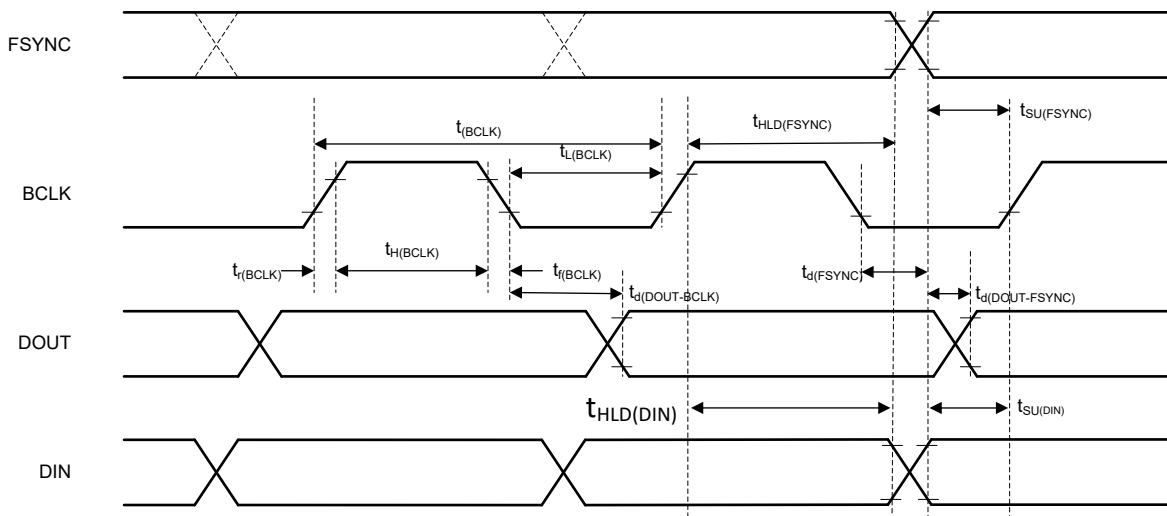 FSYNC
t(BCLK)
tHLD(FSYNC)
tSU(FSYNC)
tL(BCLK)
BCLK
tr(BCLK)
tH(BCLK)
tf(BCLK)
td(FSYNC)
td(DOUT-BCLK)
td(DOUT-FSYNC)
DOUT
tHLD(DIN)
tSU(DIN)
DIN